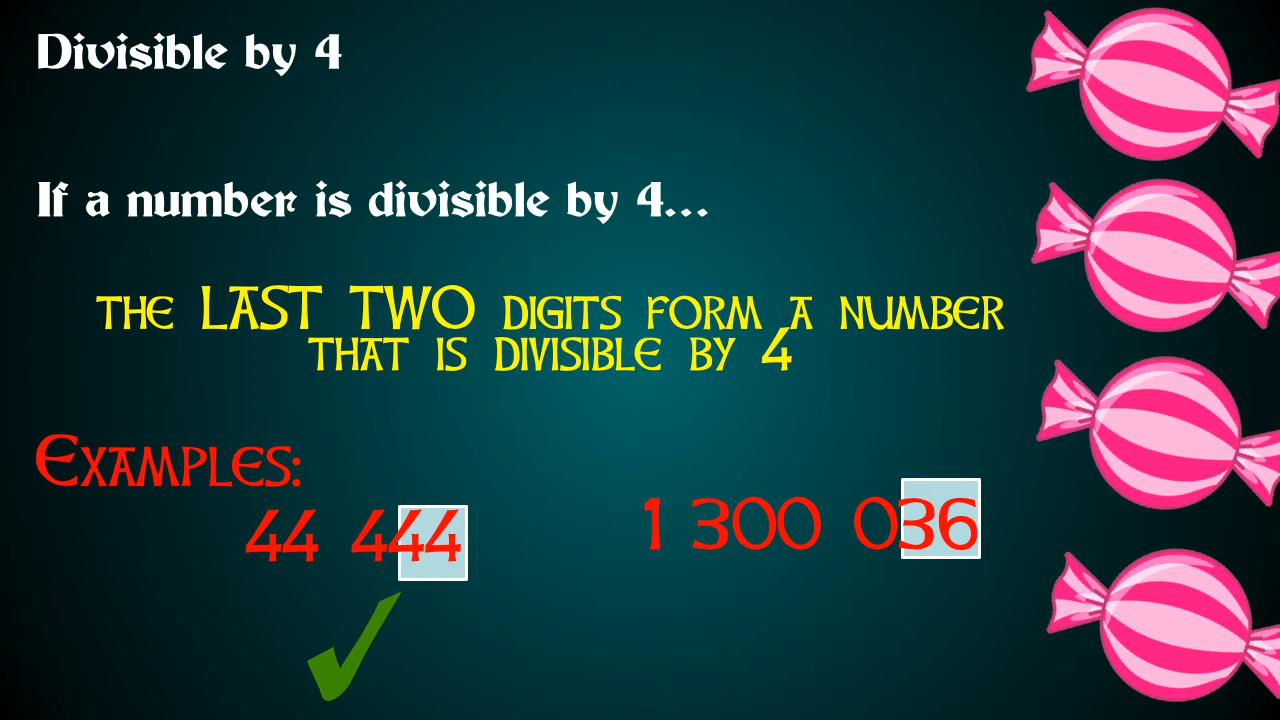 Divisible by 4
If a number is divisible by 4...
THE LAST TWO DIGITS FORM A NUMBER
THAT IS DIVISIBLE BY 4
EXAMPLES:
44 444 1 300 036